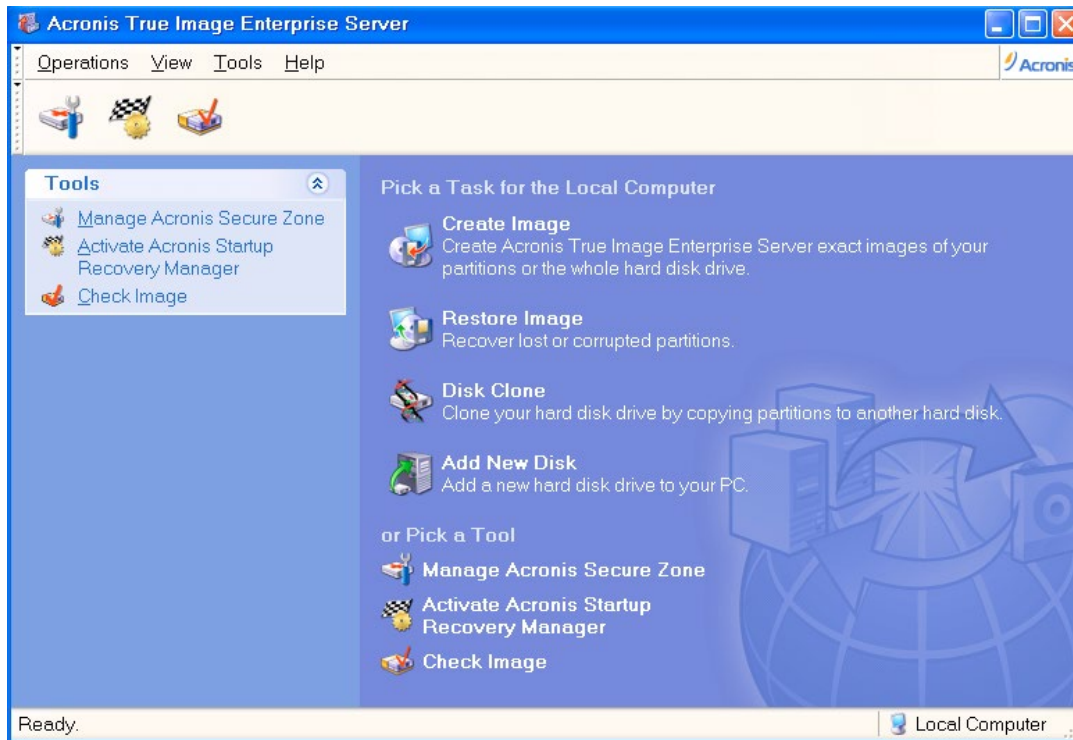 Acronis True Image Enterprise Server
Operations View Tools Help
Acronis
Tools
Manage Acronis Secure Zone
Activate Acronis Startup
Recovery Manager
Check Image
Pick a Task for the Local Computer
Create Image
Create Acronis True Image Enterprise Server exact images of your
partitions or the whole hard disk drive.
Restore Image
Recover lost or corrupted partitions.
Disk Clone
Clone your hard disk drive by copying partitions to another hard disk.
Add New Disk
Add a new hard disk drive to your PC.
or Pick a Tool
Manage Acronis Secure Zone
Activate Acronis Startup
Recovery Manager
Check Image
Ready.
Local Computer